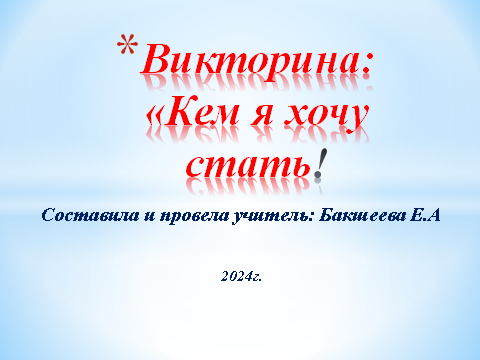 * Викторина:
«Кем я хочу
стать!
Составила и провела учитель: Бакшеева Е.А
2024г.